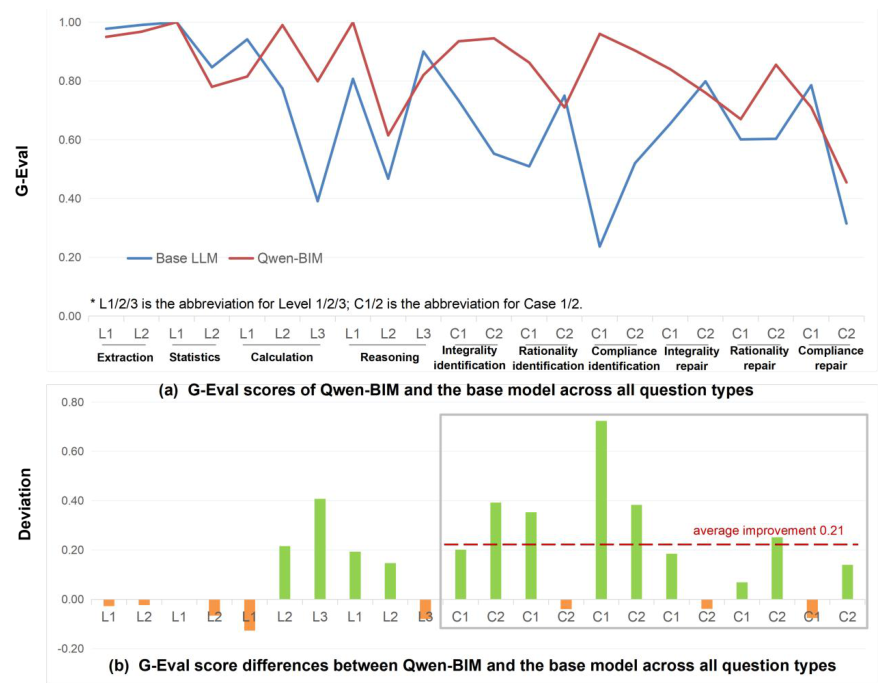 1.00
0.80
0.60
0.40
0.20
0.00
G-Eval
Base LLM Qwen-BIM
* L1/2/3 is the abbreviation for Level 1/2/3; C1/2 is the abbreviation for Case 1/2.
L1 L2 L1 L2 L1 L2 L3 L1 L2 L3 C1 C2 C1 C2 C1 C2 C1 C2 C1 C2 C1 C2
Extraction Statistics Calculation Reasoning Integrality identification Rationality identification Compliance identification Integrality repair Rationality repair Compliance repair
(a) G-Eval scores of Qwen-BIM and the base model across all question types
0.80
0.60
0.40
0.20
0.00
-0.20
Deviation
average improvement 0.21
L1 L2 L1 L2 L1 L2 L3 L1 L2 L3 C1 C2 C1 C2 C1 C2 C1 C2 C1 C2 C1 C2
(b) G-Eval score differences between Qwen-BIM and the base model across all question types